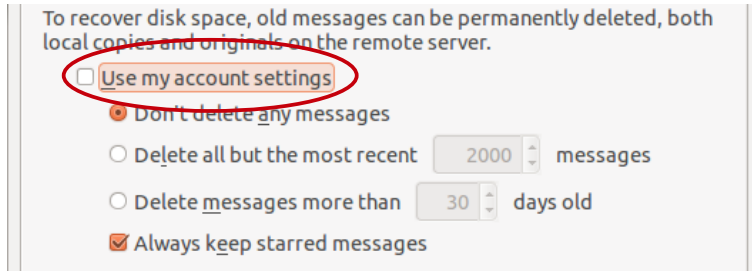 To recover disk space, old messages can be permanently deleted, both
local copies and originals on the remote server.
Use my account settings
Don't delete any messages
Delete all but the most recent 2000 messages
Delete messages more than 30 days old
Always keep starred messages